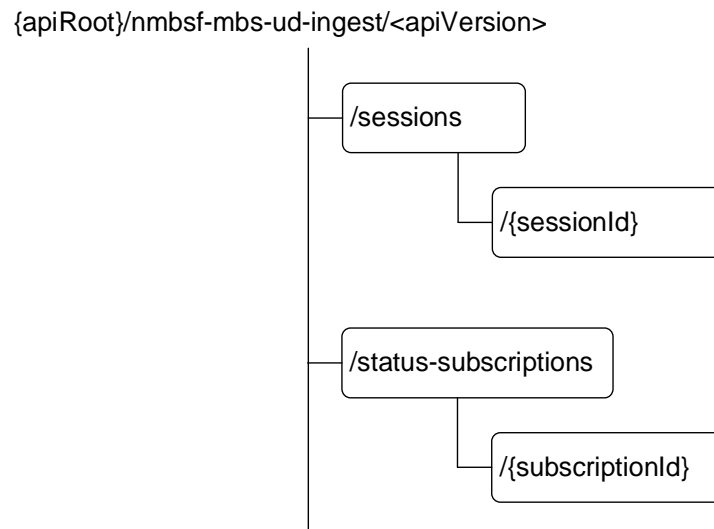 {apiRoot}/nmbsf-mbs-ud-ingest/<apiVersion>
/sessions
/{sessionId}
/status-subscriptions
/{subscriptionId}